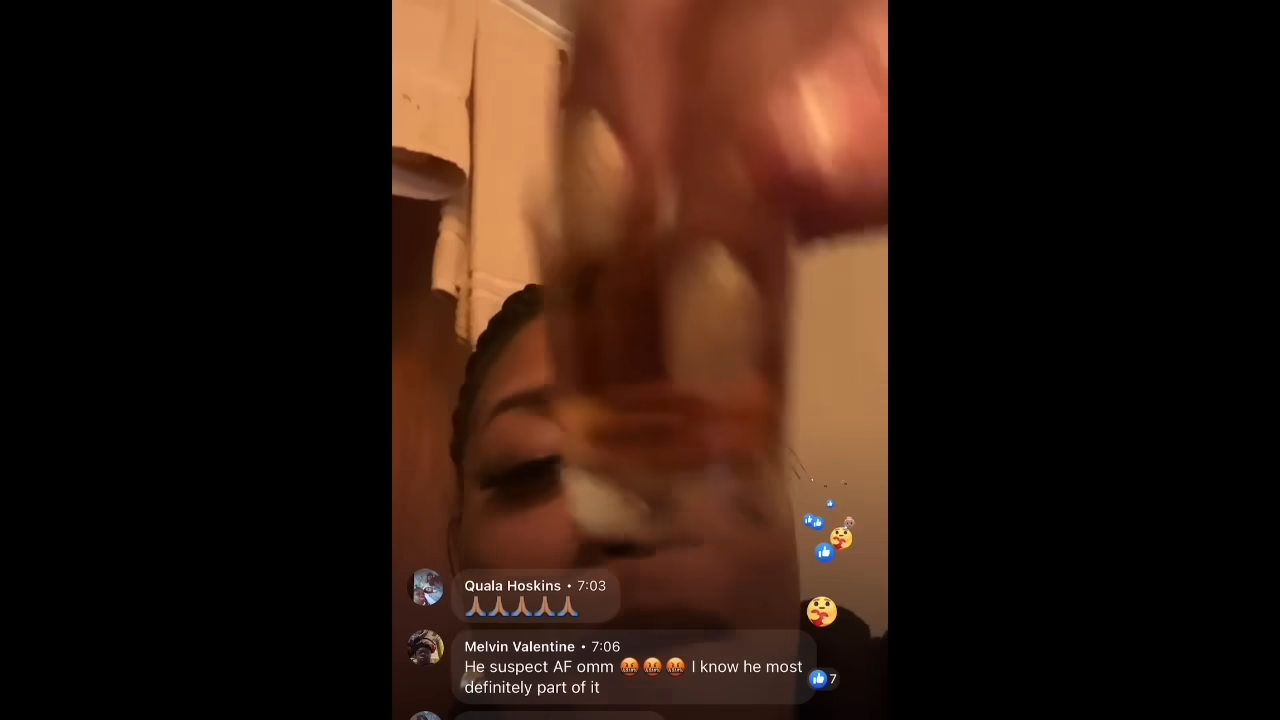 Quala Hoskins • 7:03
🙏🏽🙏🏽🙏🏽🙏🏽🙏🏽
Melvin Valentine • 7:06
He suspect AF omm 🤬🤬🤬 I know he most
definitely part of it
7